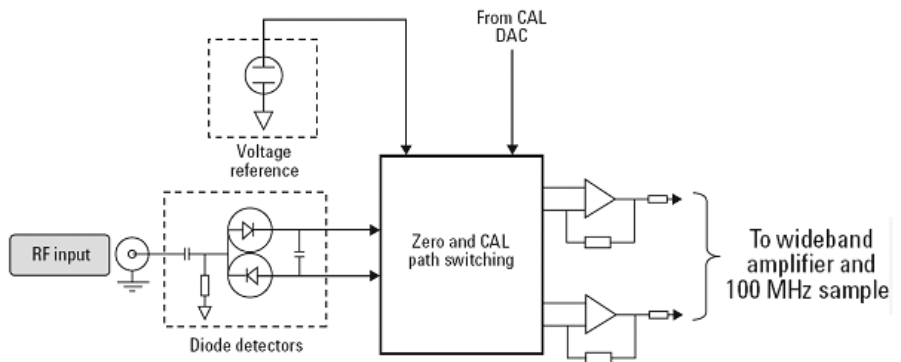 From CAL
DAC
Voltage
reference
RF input
Zero and CAL
path switching
To wideband
amplifier and
100 MHz sample
Diode detectors